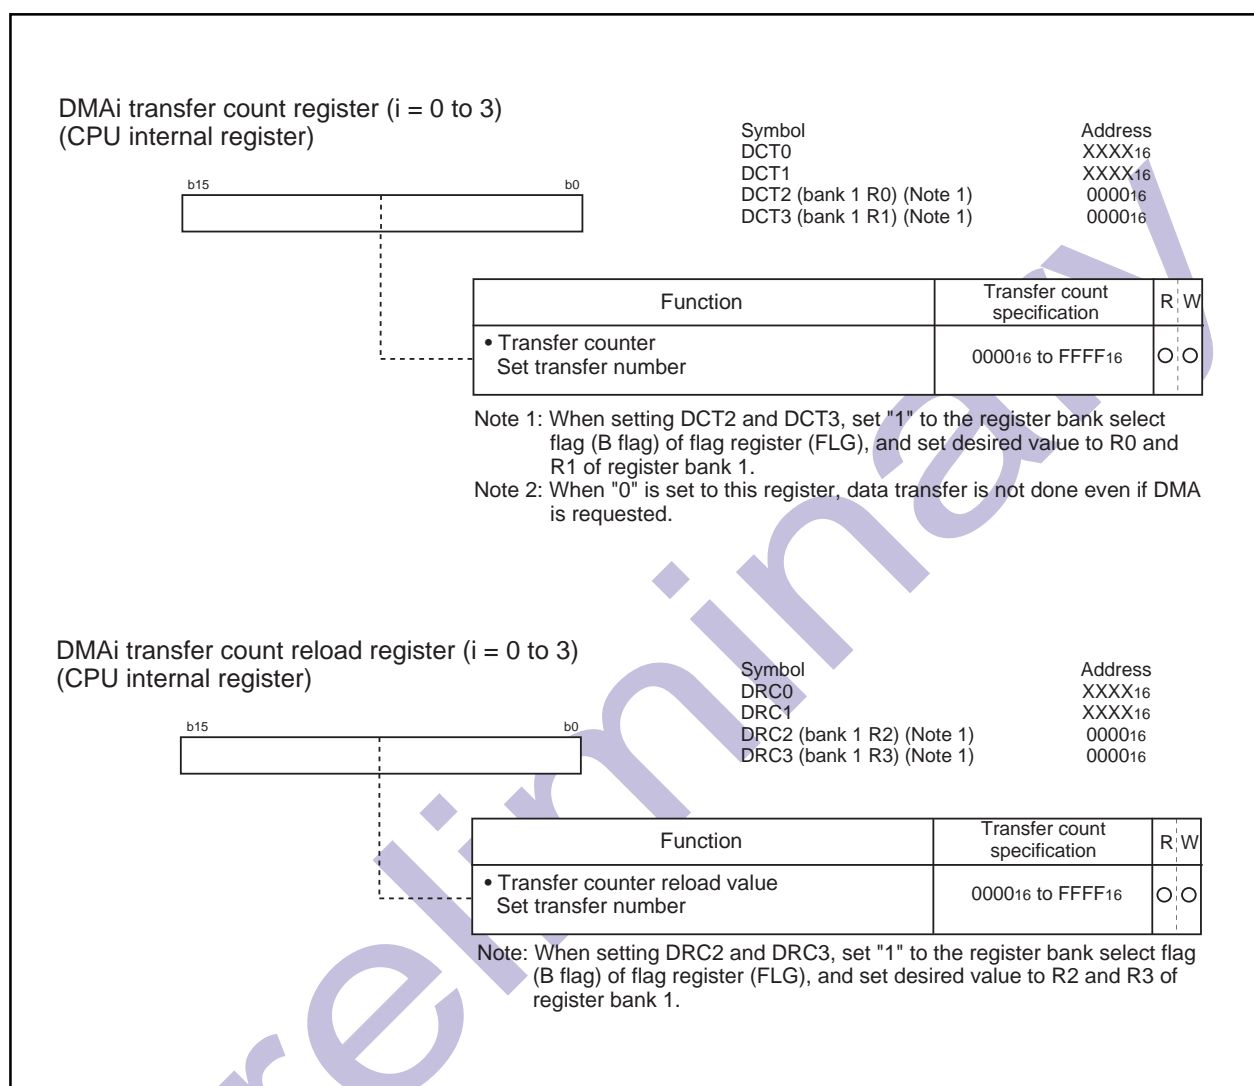 DMAi transfer count register (i = 0 to 3)
(CPU internal register)
Symbol Address
DCT0 XXXX16
DCT1 XXXX16
DCT2 (bank 1 R0) (Note 1) 000016
DCT3 (bank 1 R1) (Note 1) 000016
b15 b0
Function Transfer count specification R W
• Transfer counter
Set transfer number 000016 to FFFF16 O O
Note 1: When setting DCT2 and DCT3, set "1" to the register bank select
flag (B flag) of flag register (FLG), and set desired value to R0 and
R1 of register bank 1.
Note 2: When "0" is set to this register, data transfer is not done even if DMA
is requested.
DMAi transfer count reload register (i = 0 to 3)
(CPU internal register)
Symbol Address
DRC0 XXXX16
DRC1 XXXX16
DRC2 (bank 1 R2) (Note 1) 000016
DRC3 (bank 1 R3) (Note 1) 000016
b15 b0
Function Transfer count specification R W
• Transfer counter reload value
Set transfer number 000016 to FFFF16 O O
Note: When setting DRC2 and DRC3, set "1" to the register bank select flag
(B flag) of flag register (FLG), and set desired value to R2 and R3 of
register bank 1.
reliminary